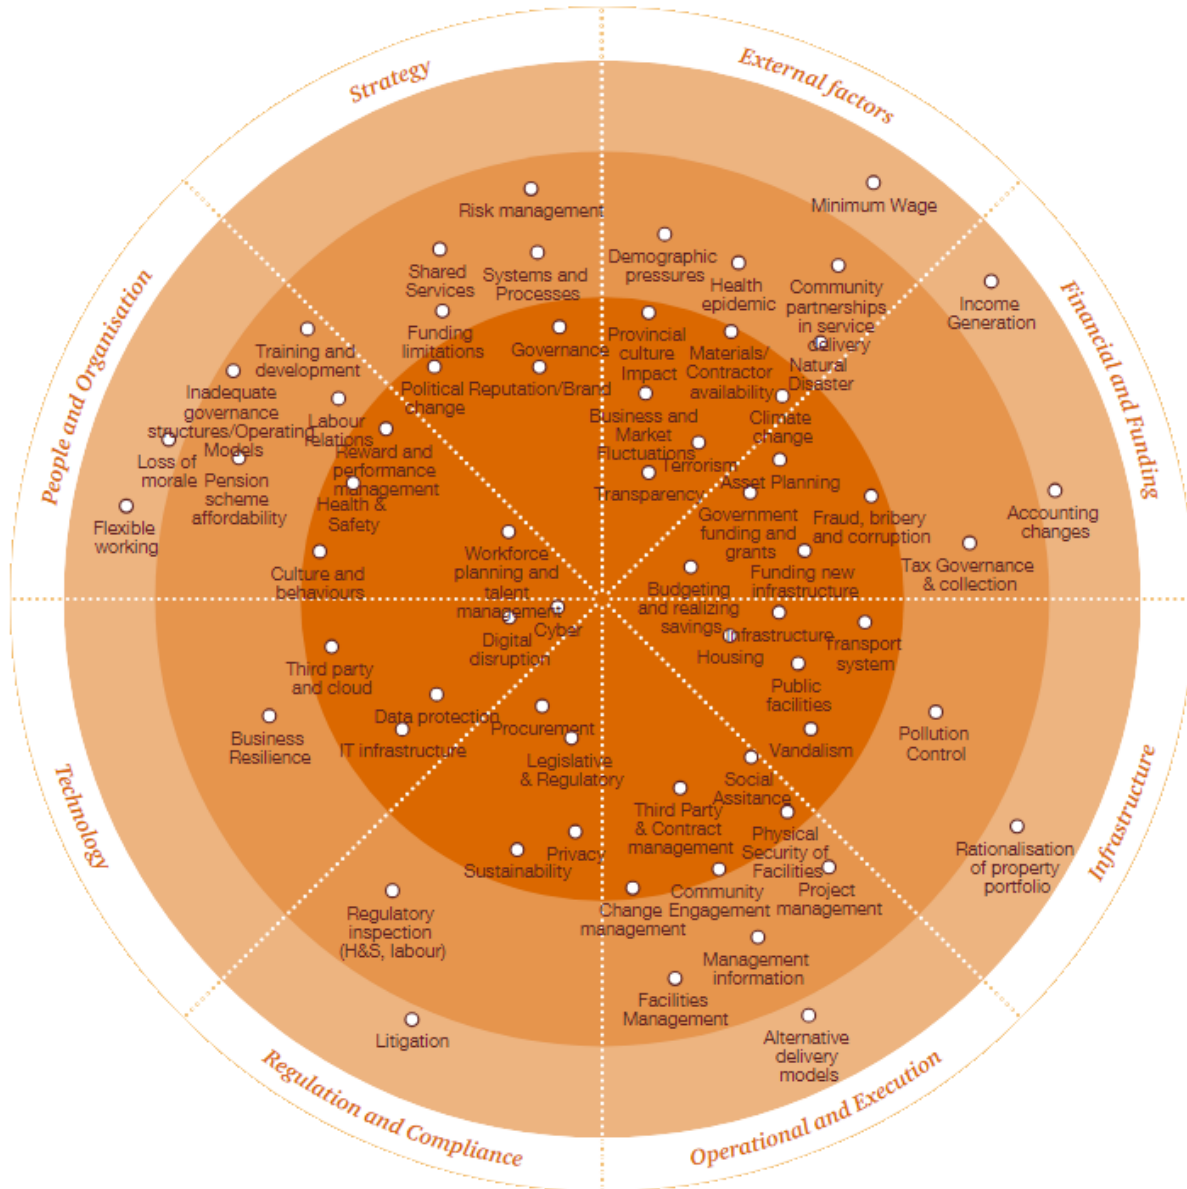 Strategy
External factors
Financial and Funding
Infrastructure
Operational and Execution
Regulation and Compliance
Technology
People and Organisation
Risk management
Shared
Services
Systems and
Processes
Funding
limitations
Governance
Political
change
Reputation/Brand
Minimum Wage
Demographic
pressures
Health
epidemic
Community
partnerships
in service
delivery
Provincial
culture
Impact
Materials/
Contractor
availability
Natural
Disaster
Business and
Market
Fluctuations
Climate
change
Terrorism
Transparency
Income
Generation
Asset Planning
Government
funding and
grants
Fraud, bribery
and corruption
Accounting
changes
Tax Governance
& collection
Funding new
infrastructure
Budgeting
and realizing
savings
Infrastructure
Transport
system
Housing
Public
facilities
Vandalism
Pollution
Control
Rationalisation
of property
portfolio
Social
Assitance
Third Party
& Contract
management
Physical
Security of
Facilities
Project
management
Community
Engagement
Change
management
Management
information
Facilities
Management
Alternative
delivery
models
Procurement
Legislative
& Regulatory
Privacy
Sustainability
Regulatory
inspection
(H&S, labour)
Litigation
Cyber
Digital
disruption
Third party
and cloud
Data protection
IT infrastructure
Business
Resilience
Training and
development
Inadequate
governance
structures/Operating
Models
Labour
relations
Reward and
performance
management
Loss of
morale
Pension
scheme
affordability
Health &
Safety
Flexible
working
Culture and
behaviours
Workforce
planning and
talent
management